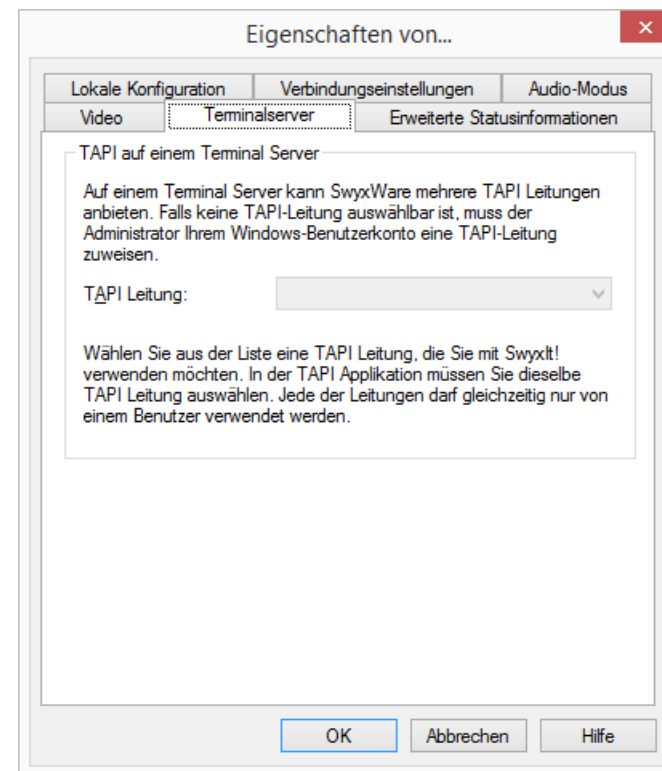 Eigenschaften von...
Lokale Konfiguration
Verbindungseinstellungen
Audio-Modus
Video
Terminalserver
Erweiterte Statusinformationen
TAPI auf einem Terminal Server
Auf einem Terminal Server kann SwyxWare mehrere TAPI Leitungen
anbieten. Falls keine TAPI-Leitung auswählbar ist, muss der
Administrator Ihrem Windows-Benutzerkonto eine TAPI-Leitung
zuweisen.
TAPI Leitung:
Wählen Sie aus der Liste eine TAPI Leitung, die Sie mit SwyxIt!
verwenden möchten. In der TAPI Applikation müssen Sie dieselbe
TAPI Leitung auswählen. Jede der Leitungen darf gleichzeitig nur von
einem Benutzer verwendet werden.
OK
Abbrechen
Hilfe